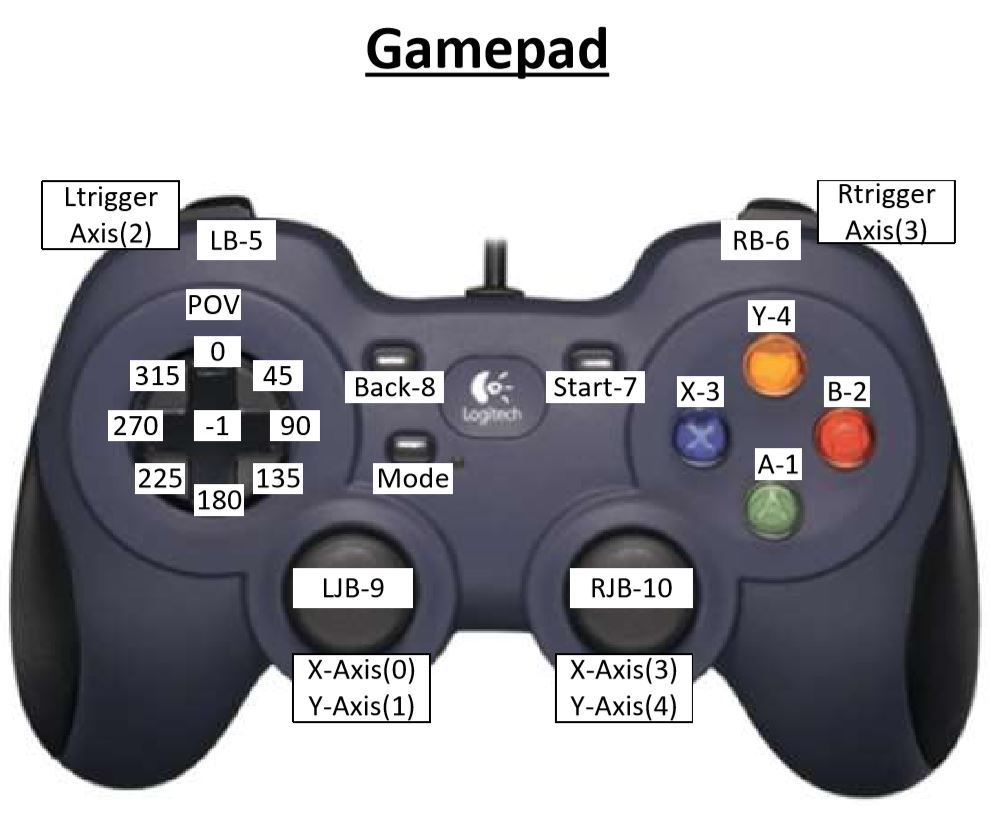 Gamepad
Ltrigger
Axis(2)
Rtrigger
Axis(3)
LB-5
RB-6
POV
0
315
45
270
-1
90
225
135
180
Back-8
Start-7
Logitech
Mode
Y-4
X-3
B-2
A-1
X
A
LJB-9
RJB-10
X-Axis(0)
Y-Axis(1)
X-Axis(3)
Y-Axis(4)